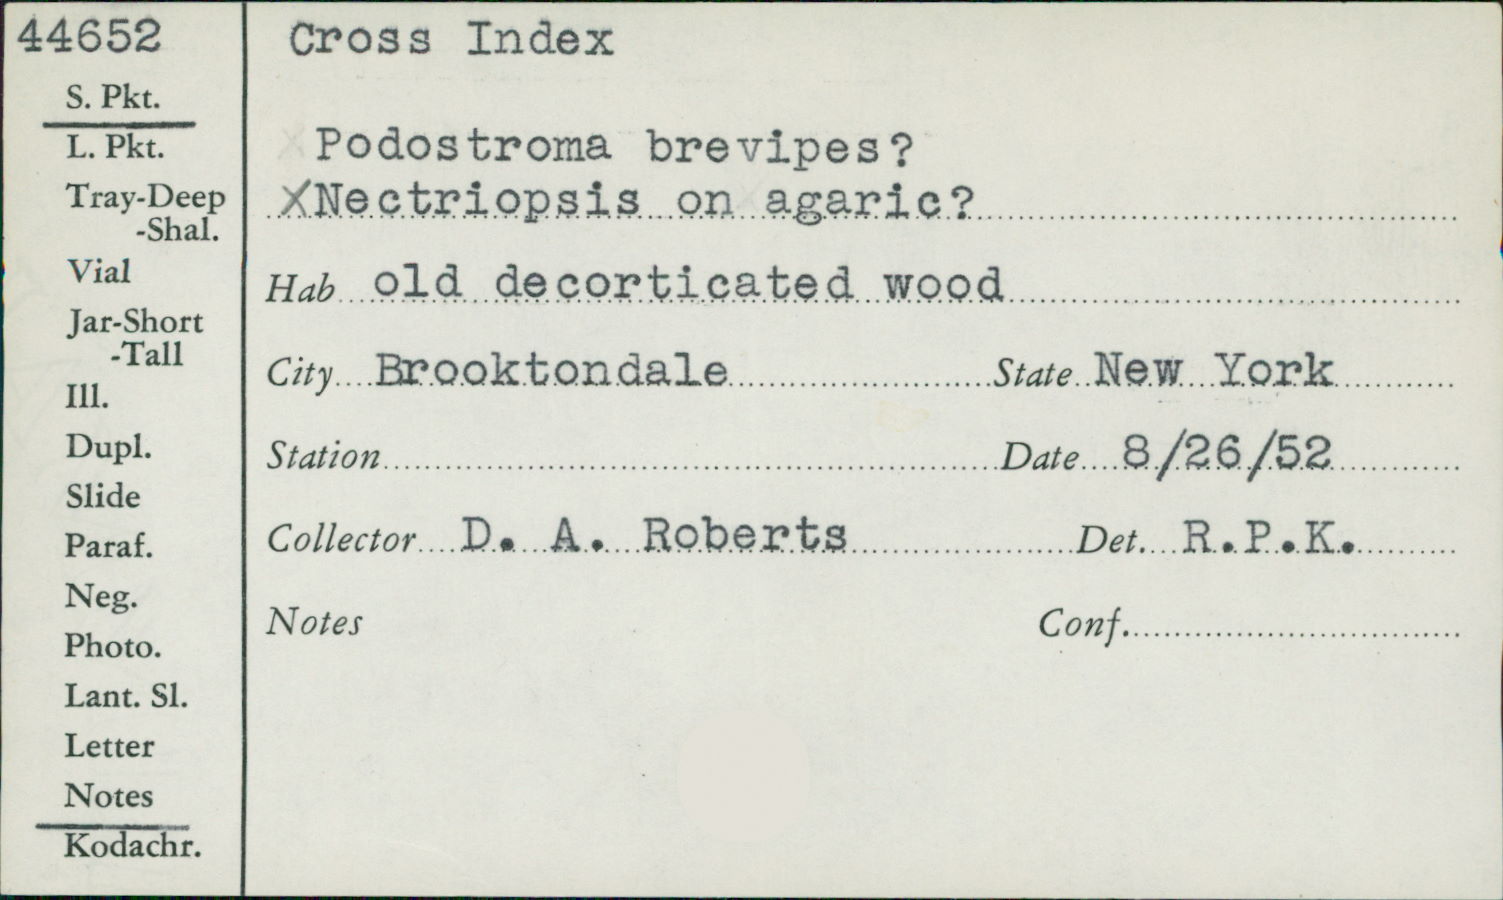 44652
S. Pkt.
L. Pkt.
Tray-Deep
-Shal.
Vial
Jar-Short
-Tall
Ill.
Dupl.
Slide
Paraf.
Neg.
Photo.
Lant. Sl.
Letter
Notes
Kodachr.
Cross Index
X Podostroma brevipes?
XNectriopsis on agaric?
Hab old decorticated wood
City Brooktondale State New York
Station Date 8/26/52
Collector D. A. Roberts Det. R.P.K.
Notes Conf.